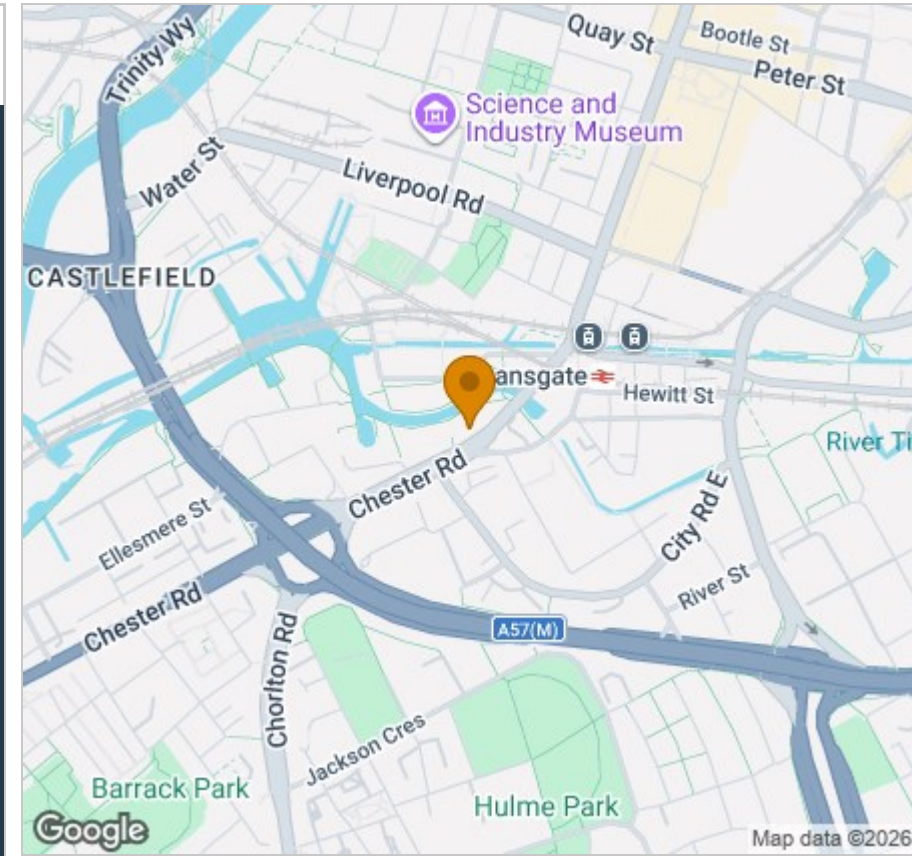 Trinity Wy
Quay St
Bootle St
Peter St
Science and
Industry Museum
Water St
Liverpool Rd
CASTLEFIELD
ansgate
Hewitt St
River Ti
Chester Rd
City Rd E
Ellesmere St
River St
Chester Rd
A57(M)
Chorlton Rd
Jackson Cres
Barrack Park
Hulme Park
Google
Map data ©2026